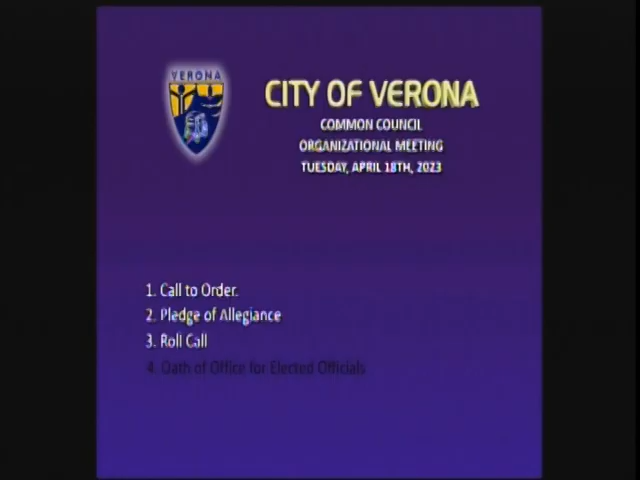 VERONA
CITY OF VERONA
COMMON COUNCIL
ORGANIZATIONAL MEETING
TUESDAY, APRIL 18TH, 2023
1. Call to Order.
2. Pledge of Allegiance
3. Roll Call
4. Oath of Office for Elected Officials